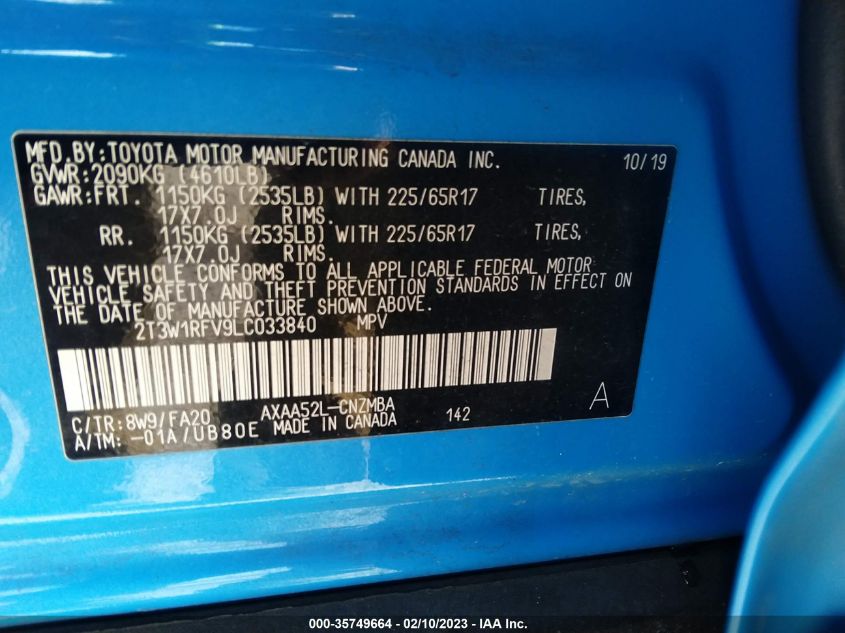 MFD.BY:TOYOTA MOTOR MANUFACTURING CANADA INC. 10/19
GVWR:2090KG (4610LB)
GAWR:FRT. 1150KG (2535LB) WITH 225/65R17 TIRES,
17X7.0J RIMS.
RR. 1150KG (2535LB) WITH 225/65R17 TIRES,
17X7.0J RIMS.
THIS VEHICLE CONFORMS TO ALL APPLICABLE FEDERAL MOTOR
VEHICLE SAFETY AND THEFT PREVENTION STANDARDS IN EFFECT ON
THE DATE OF MANUFACTURE SHOWN ABOVE.
2T3W1RFV9LC033840 MPV
C/TR:8W9/FA20 AXAA52L-CNZMBA 142 A
A/TM:-01A/UB80E MADE IN CANADA
000-35749664 - 02/10/2023 - IAA Inc.